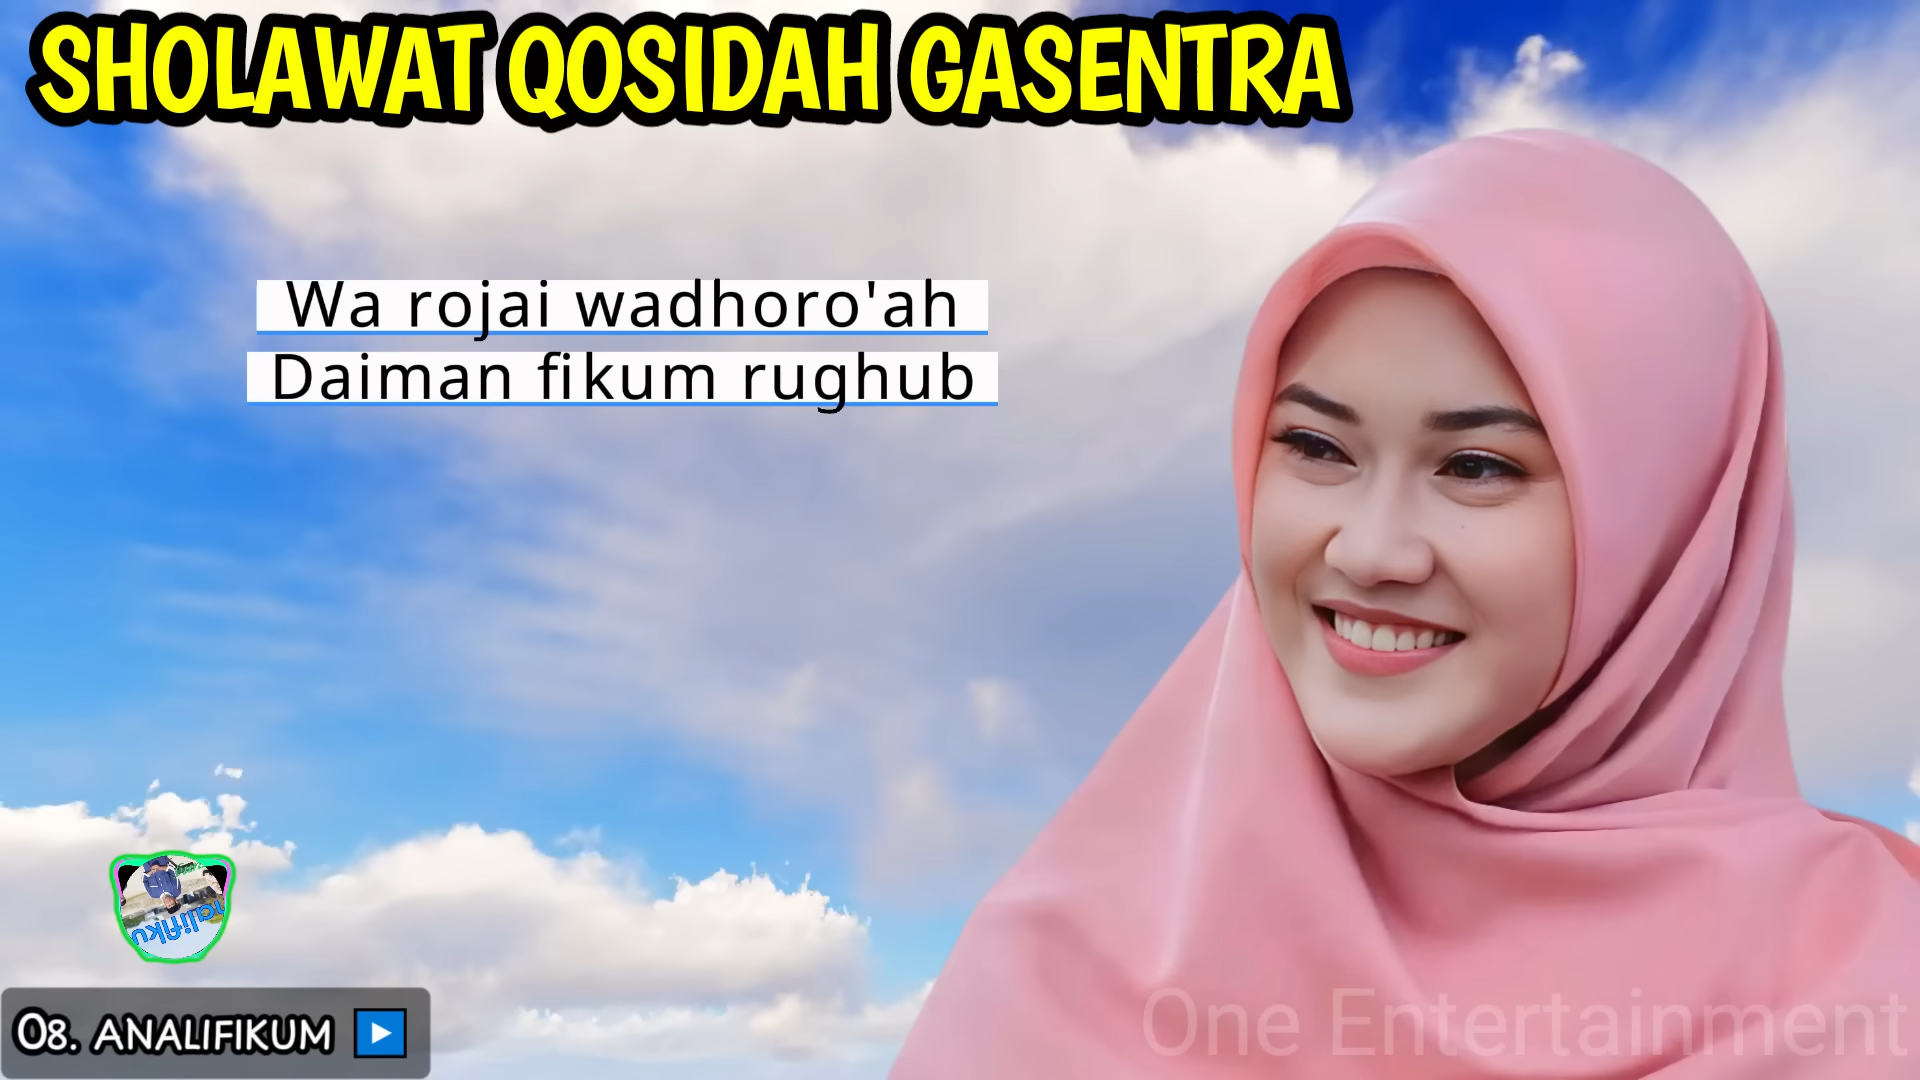 SHOLAWAT QOSIDAH GASENTRA
Wa rojai wadhoro'ah
Daiman fikum rughub
08. ANALIFIKUM
One Entertainment